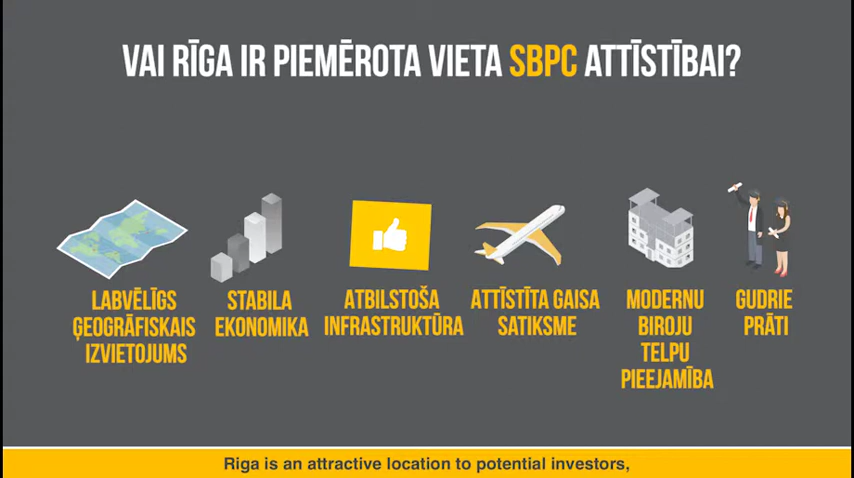 VAI RĪGA IR PIEMĒROTA VIETA SBPC ATTĪSTĪBAI?
LABVĒLĪGS
ĢEOGRĀFISKAIS
IZVIETOJUMS
STABILA
EKONOMIKA
ATBILSTOŠA
INFRASTRUKTŪRA
ATTĪSTĪTA GAISA
SATIKSME
MODERNU
BIROJU
TELPU
PIEEJAMĪBA
GUDRIE
PRĀTI
Riga is an attractive location to potential investors,